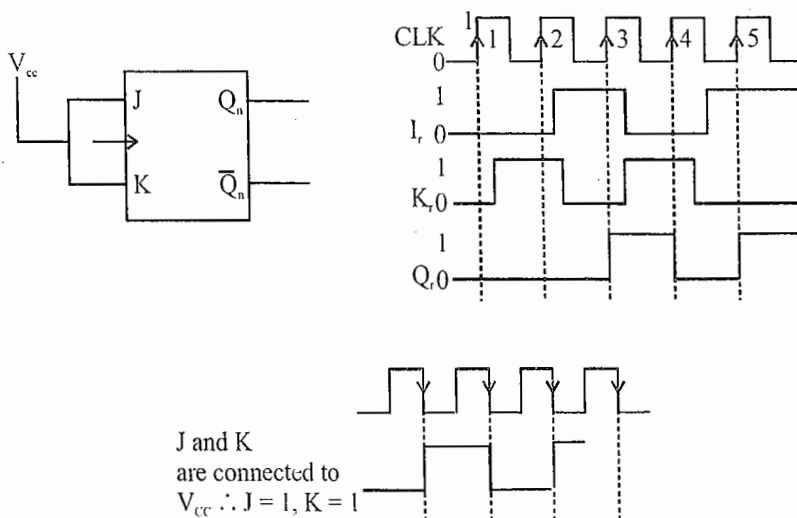 V_cc
J Q_n
K Q̅_n
CLK 1 0 1 2 3 4 5
1
I_r 0
1
K_r 0
1
Q_r 0
J and K
are connected to
V_cc ∴ J = 1, K = 1